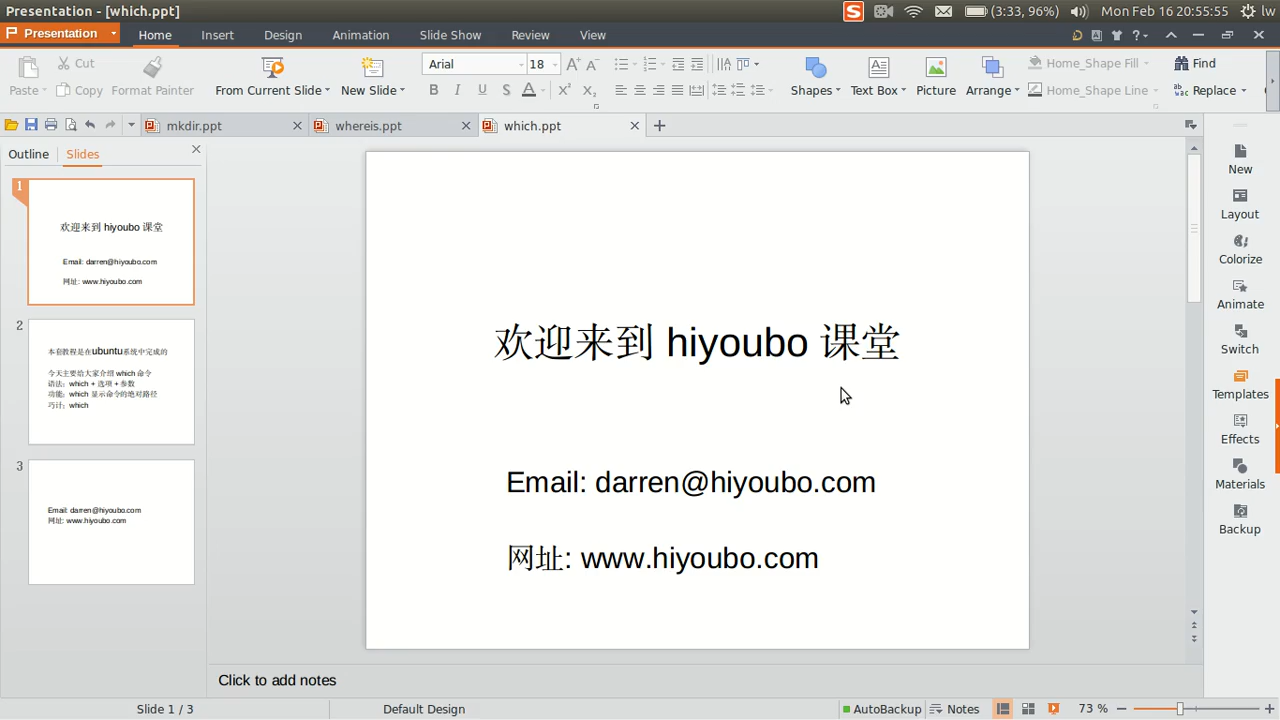 Presentation - [which.ppt]
(3:33, 96%)
Mon Feb 16 20:55:55
lw
Presentation
Home
Insert
Design
Animation
Slide Show
Review
View
Paste
Cut
Copy
Format Painter
From Current Slide
New Slide
Arial
18
Shapes
Text Box
Picture
Arrange
Home_Shape Fill
Home_Shape Line
Find
Replace
mkdir.ppt
whereis.ppt
which.ppt
Outline
Slides
1
欢迎来到 hiyoubo 课堂
Email: darren@hiyoubo.com
网址: www.hiyoubo.com
2
本套教程是在ubuntu系统中完成的
今天主要给大家介绍 which 命令
语法: which + 选项 + 参数
功能: which 显示命令的绝对路径
巧计: which
3
Email: darren@hiyoubo.com
网址: www.hiyoubo.com
欢迎来到 hiyoubo 课堂
Email: darren@hiyoubo.com
网址: www.hiyoubo.com
New
Layout
Colorize
Animate
Switch
Templates
Effects
Materials
Backup
Click to add notes
Slide 1 / 3
Default Design
AutoBackup
Notes
73 %